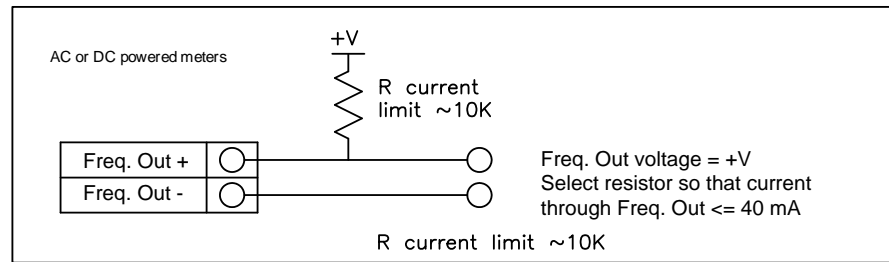 +V
AC or DC powered meters
R current
limit ~10K
Freq. Out +
Freq. Out -
Freq. Out voltage = +V
Select resistor so that current
through Freq. Out <= 40 mA
R current limit ~10K